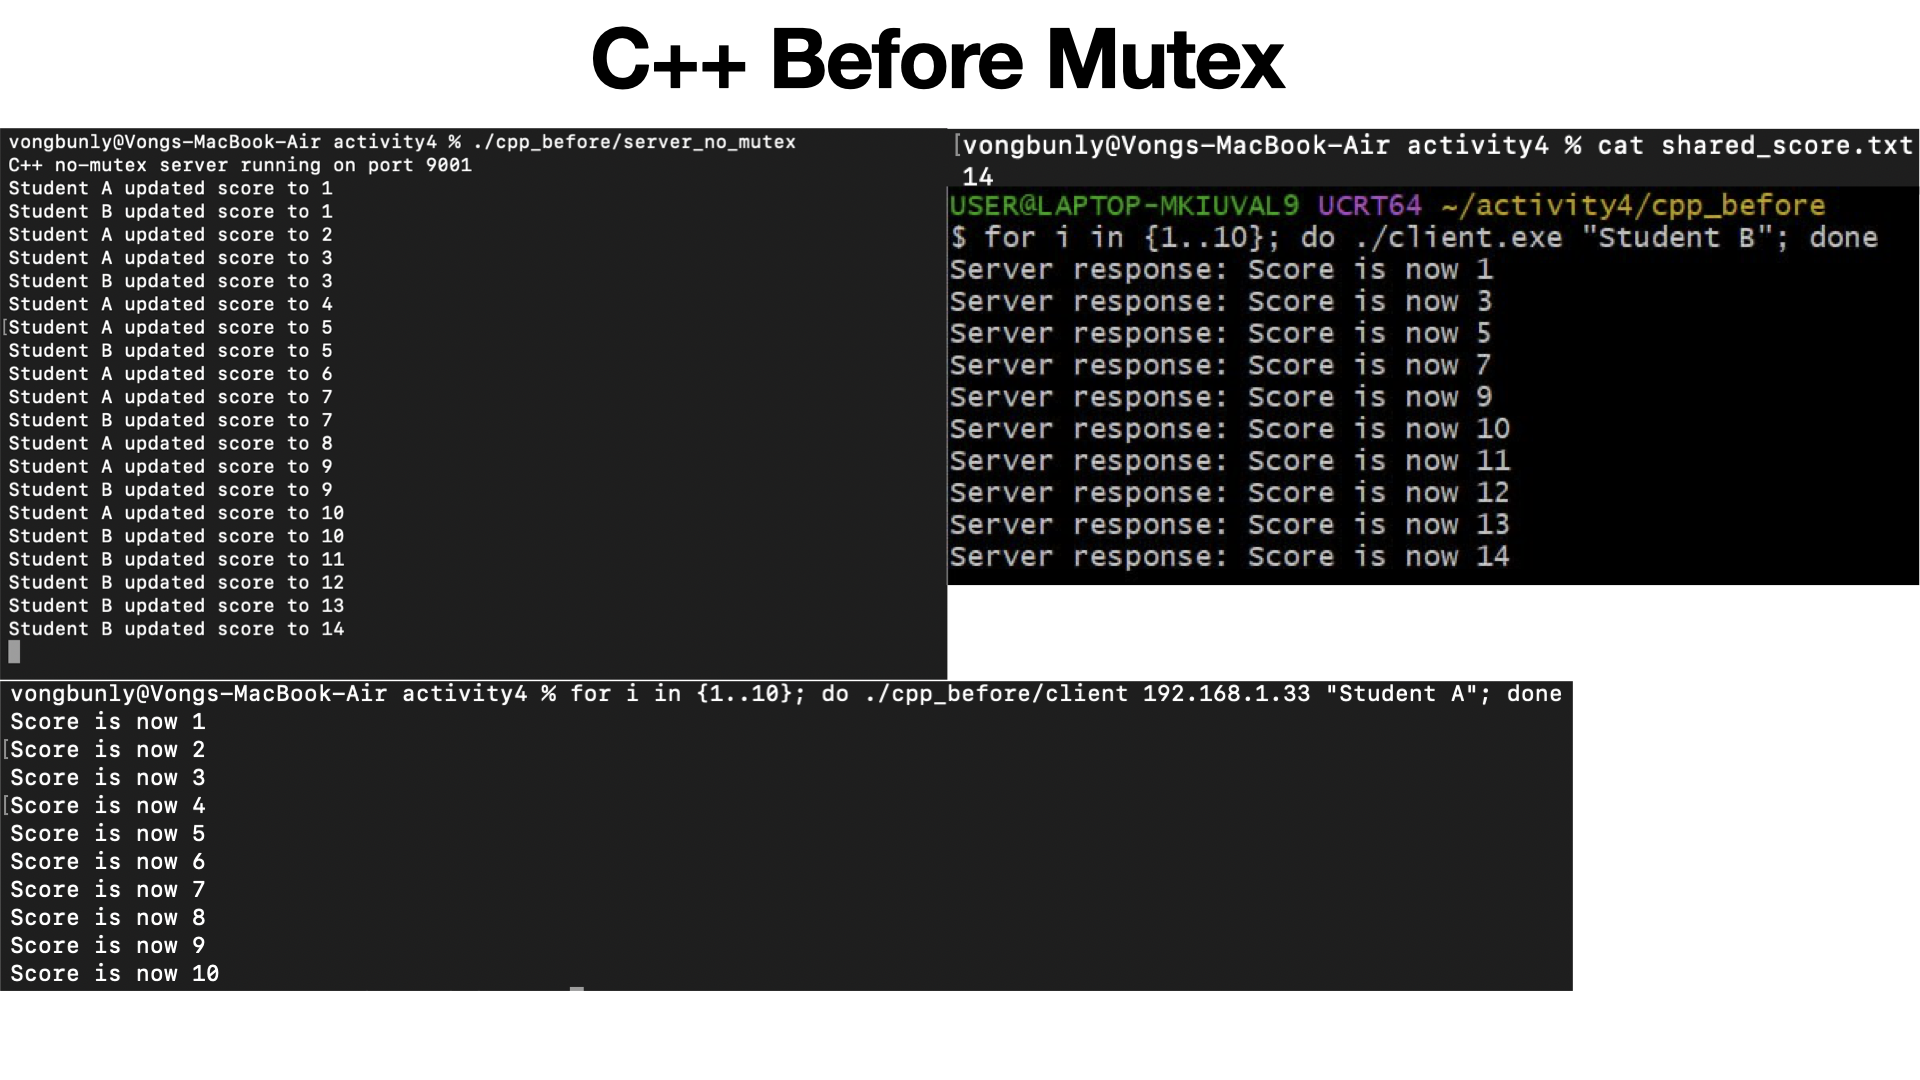 C++ Before Mutex
vongbunly@Vongs-MacBook-Air activity4 % ./cpp_before/server_no_mutex
C++ no-mutex server running on port 9001
Student A updated score to 1
Student B updated score to 1
Student A updated score to 2
Student A updated score to 3
Student B updated score to 3
Student A updated score to 4
[Student A updated score to 5
Student B updated score to 5
Student A updated score to 6
Student A updated score to 7
Student B updated score to 7
Student A updated score to 8
Student A updated score to 9
Student B updated score to 9
Student A updated score to 10
Student B updated score to 10
Student B updated score to 11
Student B updated score to 12
Student B updated score to 13
Student B updated score to 14
[vongbunly@Vongs-MacBook-Air activity4 % cat shared_score.txt
14
USER@LAPTOP-MKIUVAL9 UCRT64 ~/activity4/cpp_before
$ for i in {1..10}; do ./client.exe "Student B"; done
Server response: Score is now 1
Server response: Score is now 3
Server response: Score is now 5
Server response: Score is now 7
Server response: Score is now 9
Server response: Score is now 10
Server response: Score is now 11
Server response: Score is now 12
Server response: Score is now 13
Server response: Score is now 14
vongbunly@Vongs-MacBook-Air activity4 % for i in {1..10}; do ./cpp_before/client 192.168.1.33 "Student A"; done
Score is now 1
[Score is now 2
Score is now 3
[Score is now 4
Score is now 5
Score is now 6
Score is now 7
Score is now 8
Score is now 9
Score is now 10